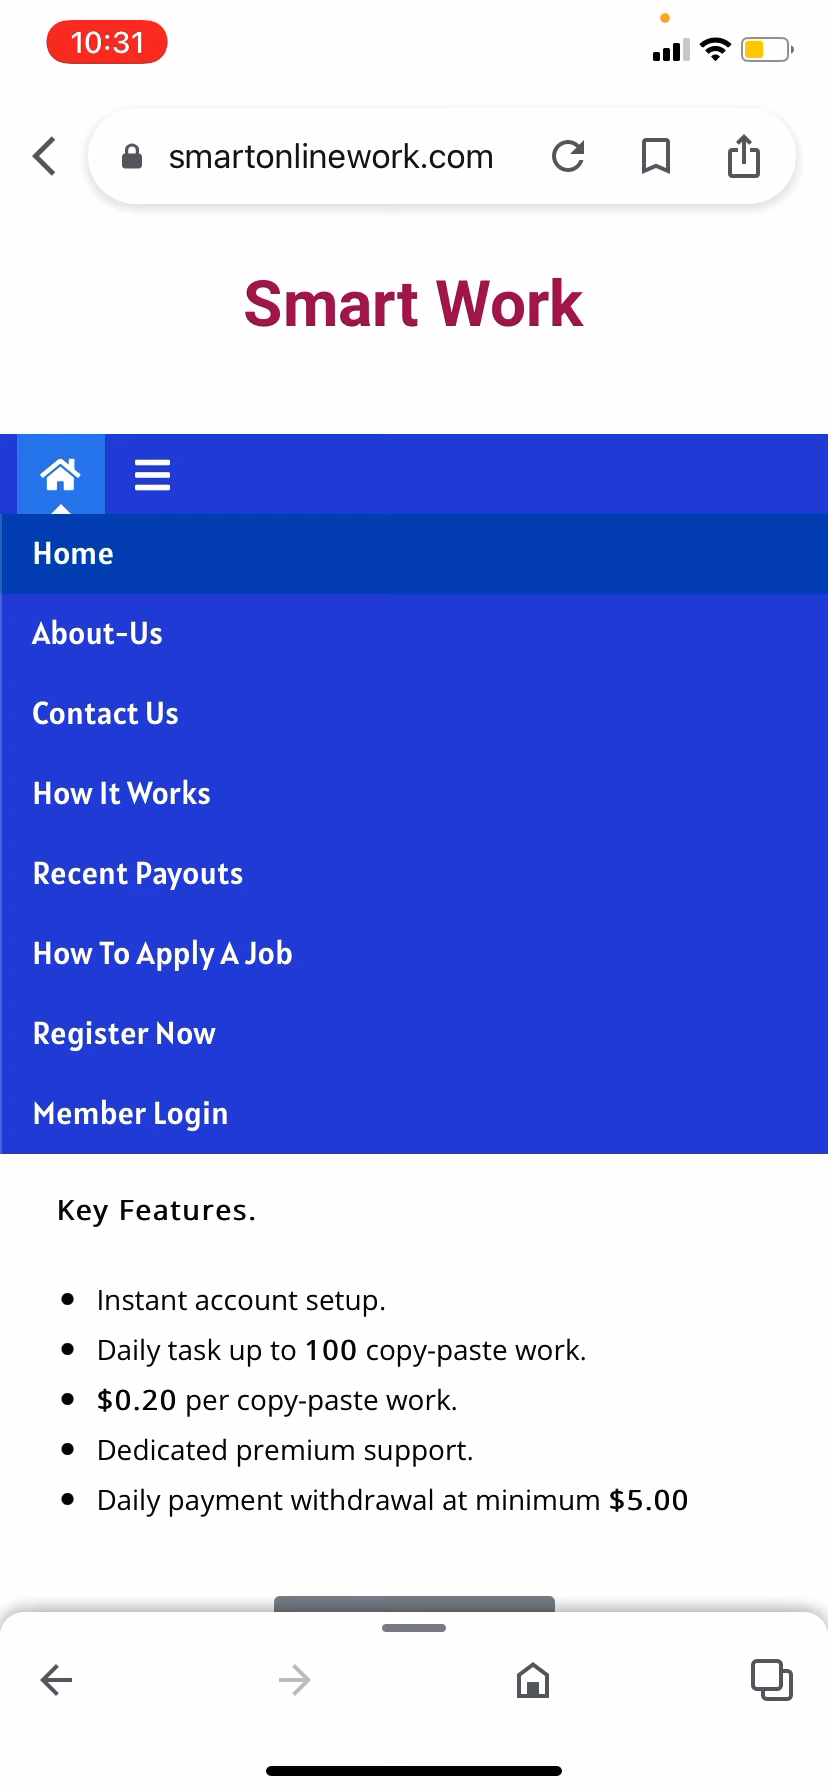 10:31
smartonlinework.com
Smart Work
Home
About-Us
Contact Us
How It Works
Recent Payouts
How To Apply A Job
Register Now
Member Login
Key Features.
Instant account setup.
Daily task up to 100 copy-paste work.
$0.20 per copy-paste work.
Dedicated premium support.
Daily payment withdrawal at minimum $5.00